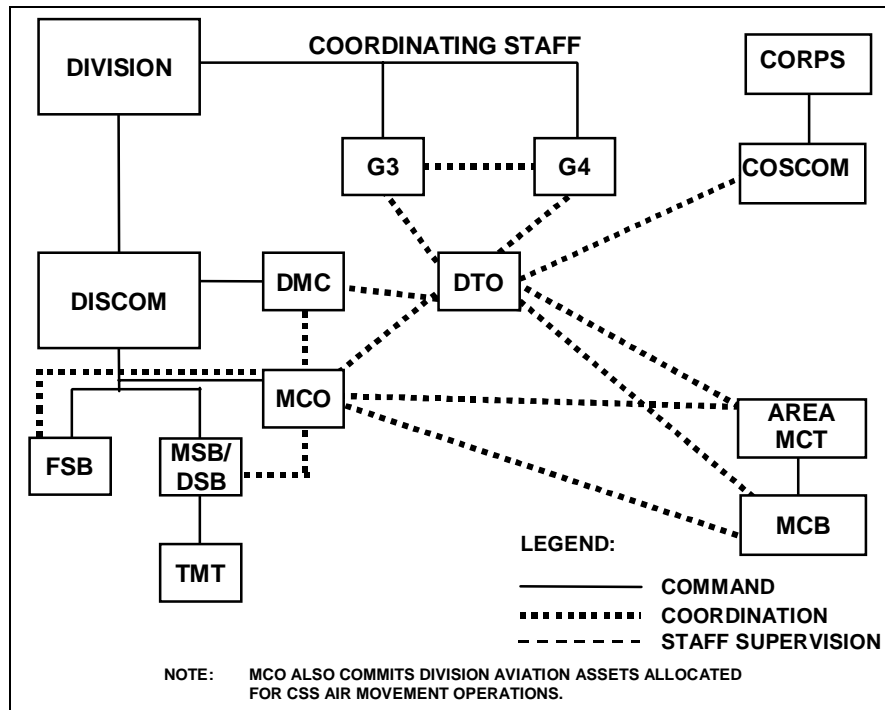 COORDINATING STAFF
DIVISION
CORPS
G3
G4
COSCOM
DISCOM
DMC
DTO
MCO
AREA
MCT
FSB
MSB/
DSB
MCB
TMT
LEGEND:
COMMAND
COORDINATION
STAFF SUPERVISION
NOTE: MCO ALSO COMMITS DIVISION AVIATION ASSETS ALLOCATED
FOR CSS AIR MOVEMENT OPERATIONS.